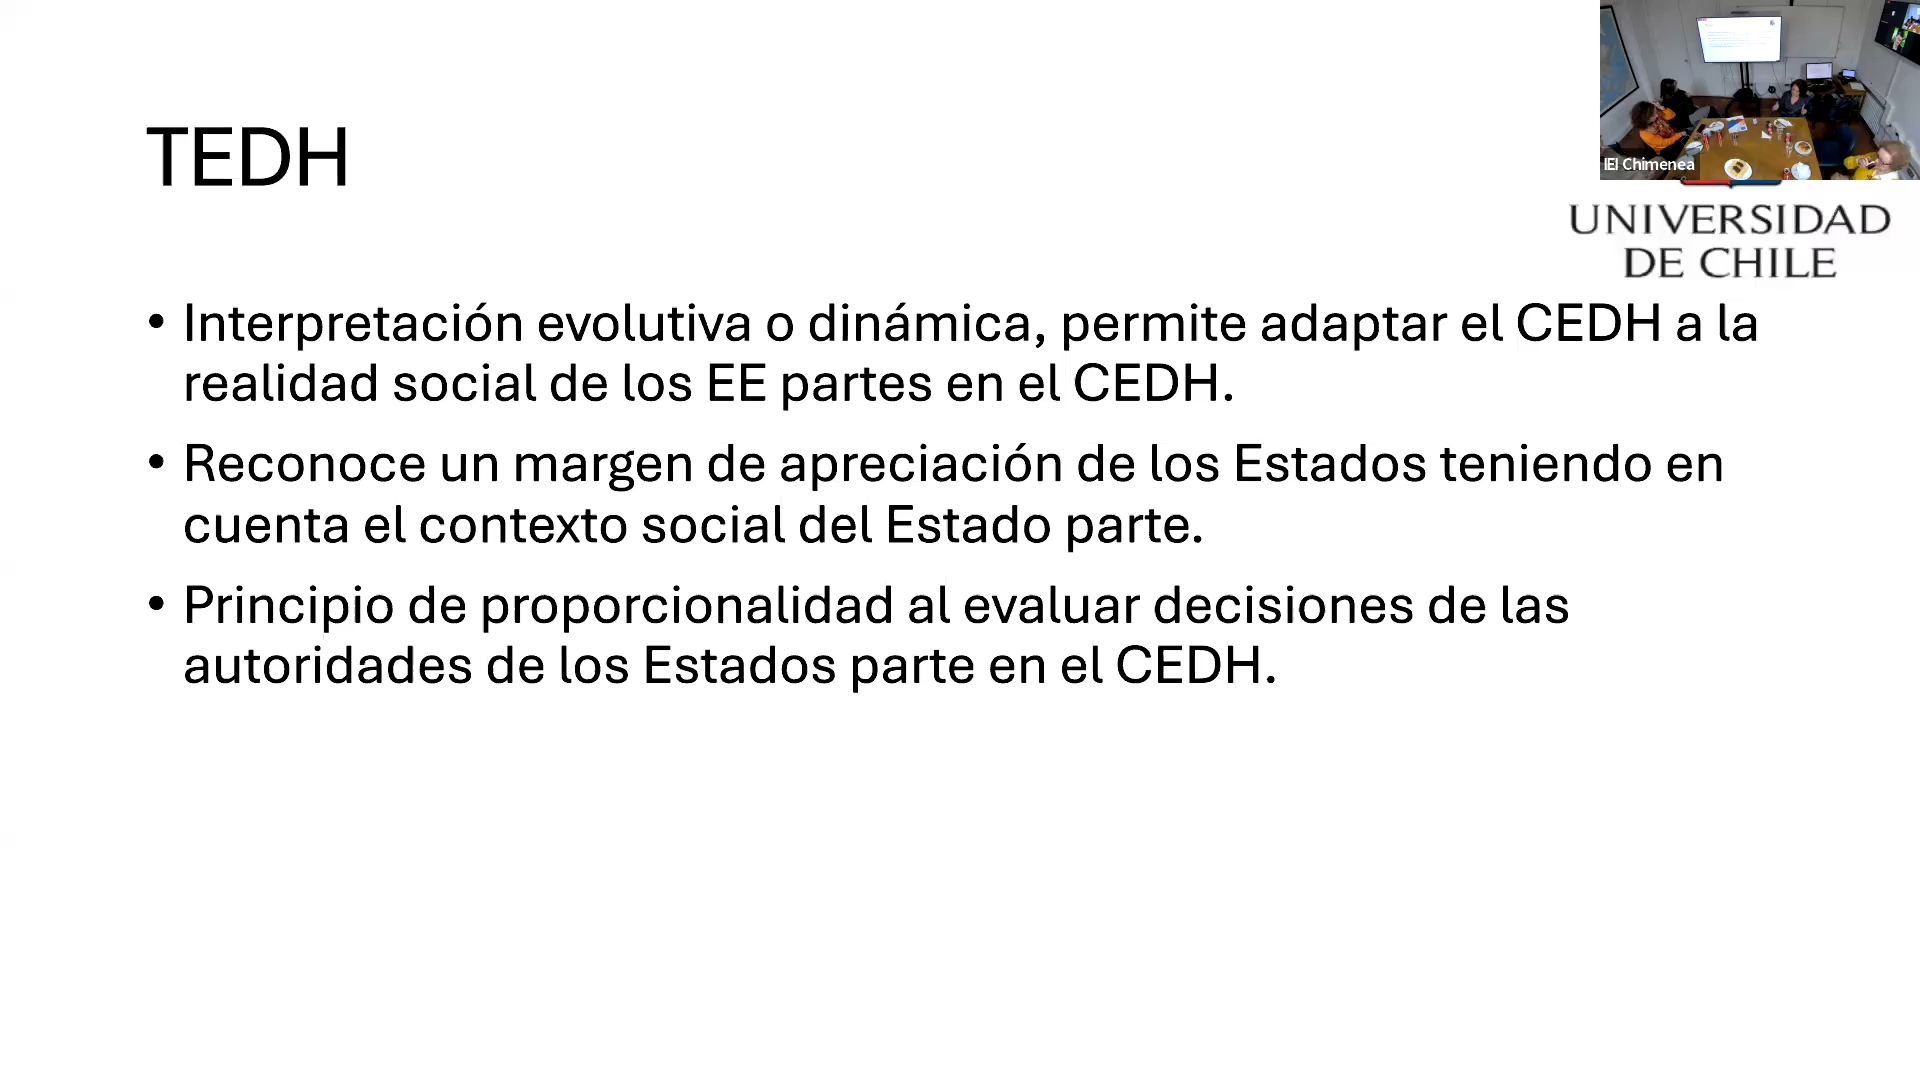 TEDH
IEI Chimenea
UNIVERSIDAD
DE CHILE
• Interpretación evolutiva o dinámica, permite adaptar el CEDH a la
realidad social de los EE partes en el CEDH.
• Reconoce un margen de apreciación de los Estados teniendo en
cuenta el contexto social del Estado parte.
• Principio de proporcionalidad al evaluar decisiones de las
autoridades de los Estados parte en el CEDH.